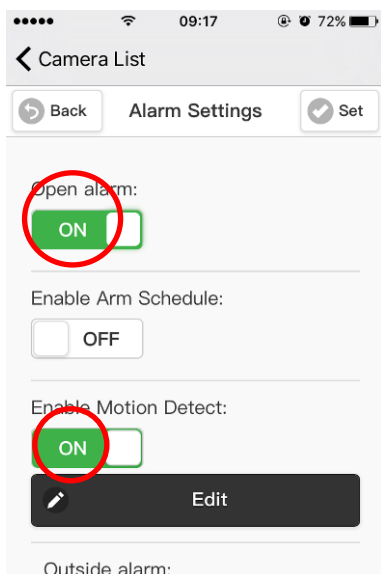 09:17 72%
Camera List
Back Alarm Settings Set
Open alarm:
ON
Enable Arm Schedule:
OFF
Enable Motion Detect:
ON
Edit
Outside alarm: